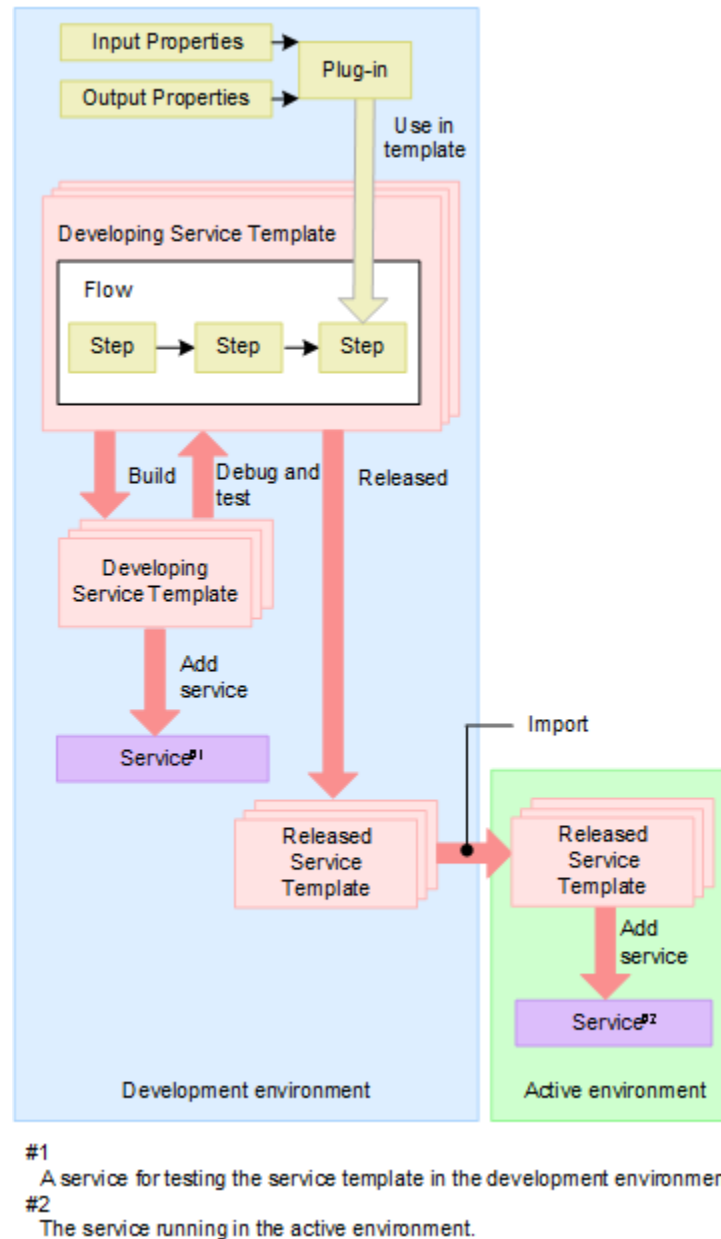 Input Properties
Output Properties
Plug-in
Use in
template
Developing Service Template
Flow
Step
Step
Step
Build
Debug and
test
Released
Developing
Service Template
Add
service
Service#1
Import
Released
Service
Template
Released
Service
Template
Add
service
Service#2
Development environment
Active environment
#1
A service for testing the service template in the development environmen
#2
The service running in the active environment.